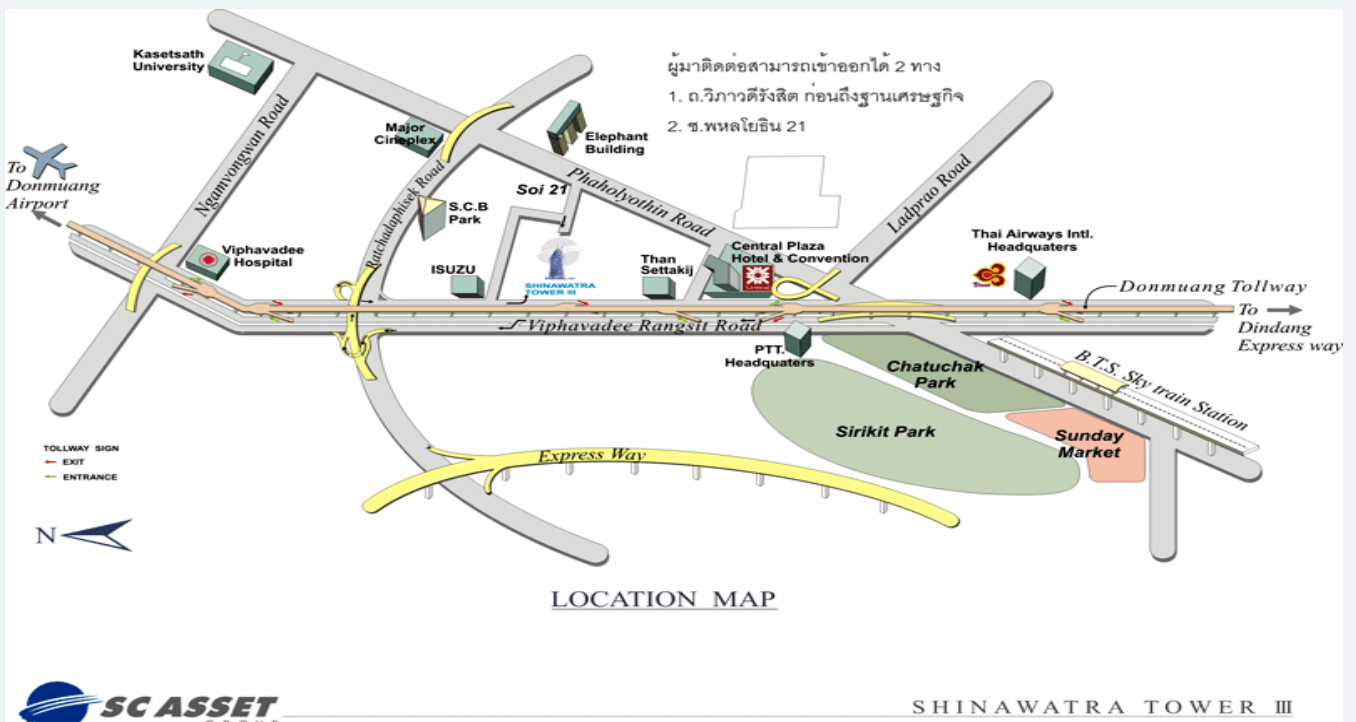 Kasetsath
University
ผู้มาติดต่อสามารถเข้าออกได้ 2 ทาง
1. ถ.วิภาวดีรังสิต ก่อนถึงฐานเศรษฐกิจ
2. ซ.พหลโยธิน 21
Ngamvongwan Road
Major
Cineplex
Elephant
Building
To
Donmuang
Airport
Ratchadaphisek Road
S.C.B
Park
Soi 21
Phaholyothin Road
Ladprao Road
Viphavadee
Hospital
ISUZU
SHINAWATRA
TOWER III
Than
Settakij
Central Plaza
Hotel & Convention
Central
Thai Airways Intl.
Headquaters
Donmuang Tollway
To
Dindang
Express way
Viphavadee Rangsit Road
PTT.
Headquaters
Chatuchak
Park
B.T.S. Sky train Station
Sirikit Park
Sunday
Market
Express Way
TOLLWAY SIGN
EXIT
ENTRANCE
N
LOCATION MAP
SC ASSET
GROUP
SHINAWATRA TOWER III